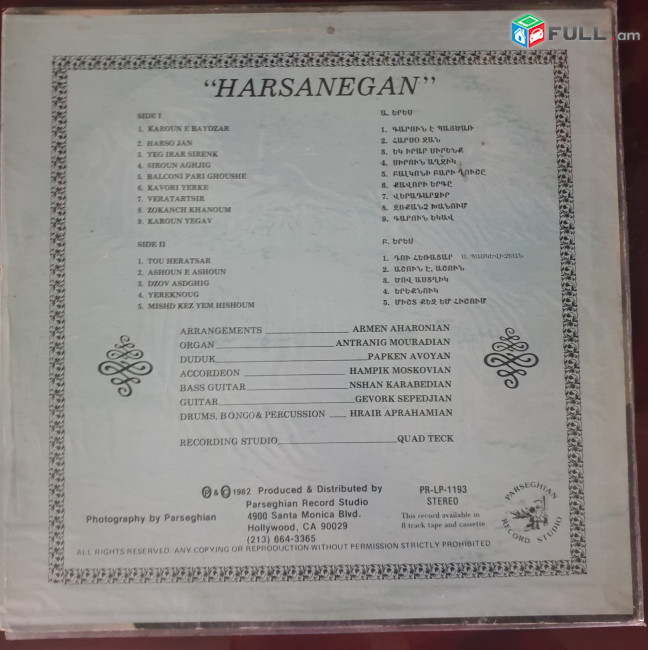 FULL.am
"HARSANEGAN"
SIDE I
1. KAROUN E BAYDZAR
2. HARSO JAN
3. YEG IRAR SIRENK
4. SIROUN AGHJIG
5. BALCONI PARI GHOUSHE
6. KAVORI YERKE
7. VERATARTSIR
8. ZOKANCH KHANOUM
9. KAROUN YEGAV
Ա. ԵՐԵՍ
1. ԳԱՐՈՒՆ Է ՊԱՅԾԱՌ
2. ՀԱՐՍՕ ՋԱՆ
3. ԵԿ ԻՐԱՐ ՍԻՐԵՆՔ
4. ՍԻՐՈՒՆ ԱՂՋԻԿ
5. ԲԱԼԿՈՆԻ ԲԱՐԻ ՂՈՒՇԸ
6. ՔԱՎՈՐԻ ԵՐԳԸ
7. ՎԵՐԱԴԱՐՁԻՐ
8. ԶՈՔԱՆՉ ԽԱՆՈՒՄ
9. ԳԱՐՈՒՆ ԵԿԱՎ
SIDE II
1. TOU HERATSAR
2. ASHOUN E ASHOUN
3. DZOV ASDGHIG
4. YEREKNOUG
5. MISHD KEZ YEM HISHOUM
Բ. ԵՐԵՍ
1. ԴՈՒ ՀԵՌԱՑԱՐ
2. ԱՇՈՒՆ Է, ԱՇՈՒՆ
3. ԾՈՎ ԱՍՏՂԻԿ
4. ԵՐԵՔՆՈՒԿ
5. ՄԻՇՏ ՔԵԶ ԵՄ ՀԻՇՈՒՄ
ARRANGEMENTS ARMEN AHARONIAN
ORGAN ANTRANIG MOURADIAN
DUDUK PAPKEN AVOYAN
ACCORDEON HAMPIK MOSKOVIAN
BASS GUITAR NSHAN KARABEDIAN
GUITAR GEVORK SEPEDJIAN
DRUMS, BONGO & PERCUSSION HRAIR APRAHAMIAN
RECORDING STUDIO QUAD TECK
Ⓟ & © 1982 Produced & Distributed by
Parseghian Record Studio
4900 Santa Monica Blvd.
Hollywood, CA 90029
(213) 664-3365
Photography by Parseghian
PR-LP-1193
STEREO
This record available in
8 track tape and cassette
PARSEGHIAN
RECORD STUDIO
ALL RIGHTS RESERVED. ANY COPYING OR REPRODUCTION WITHOUT PERMISSION STRICTLY PROHIBITED